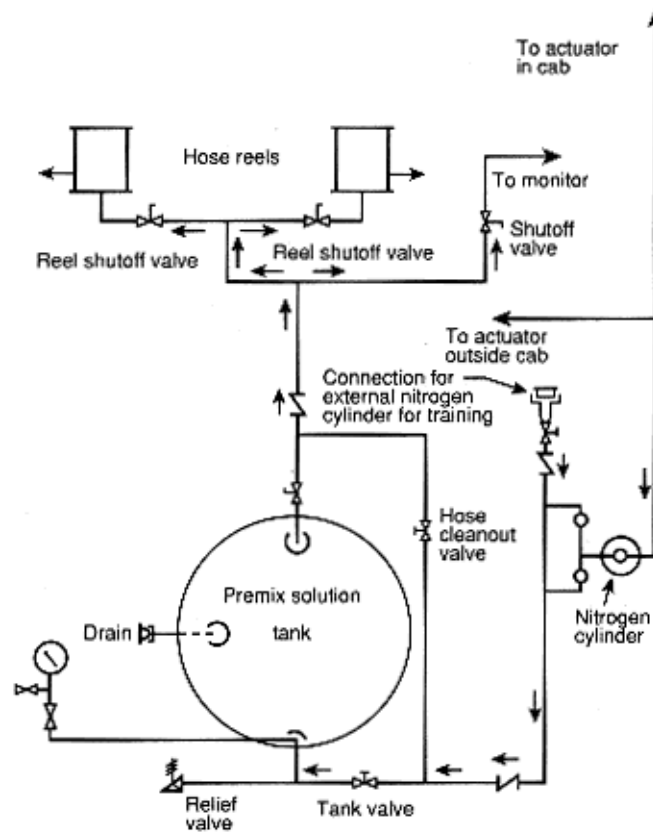 To actuator
in cab
Hose reels
To monitor
Reel shutoff valve
Reel shutoff valve
Shutoff
valve
To actuator
outside cab
Connection for
external nitrogen
cylinder for training
Hose
cleanout
valve
Premix solution
tank
Drain
Nitrogen
cylinder
Relief
valve
Tank valve